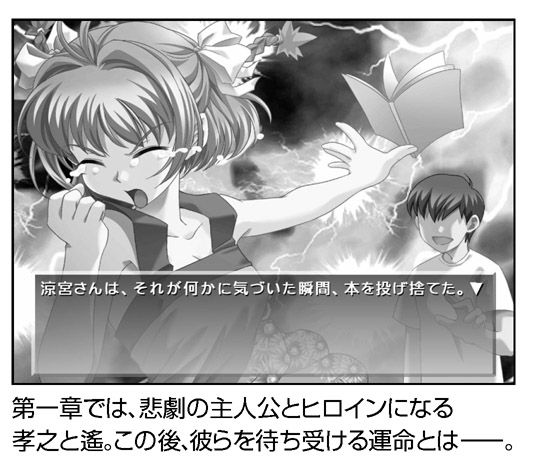 涼宮さんは、それが何かに気づいた瞬間、本を投げ捨てた。▼
第一章では、悲劇の主人公とヒロインになる
孝之と遙。この後、彼らを待ち受ける運命とは──。